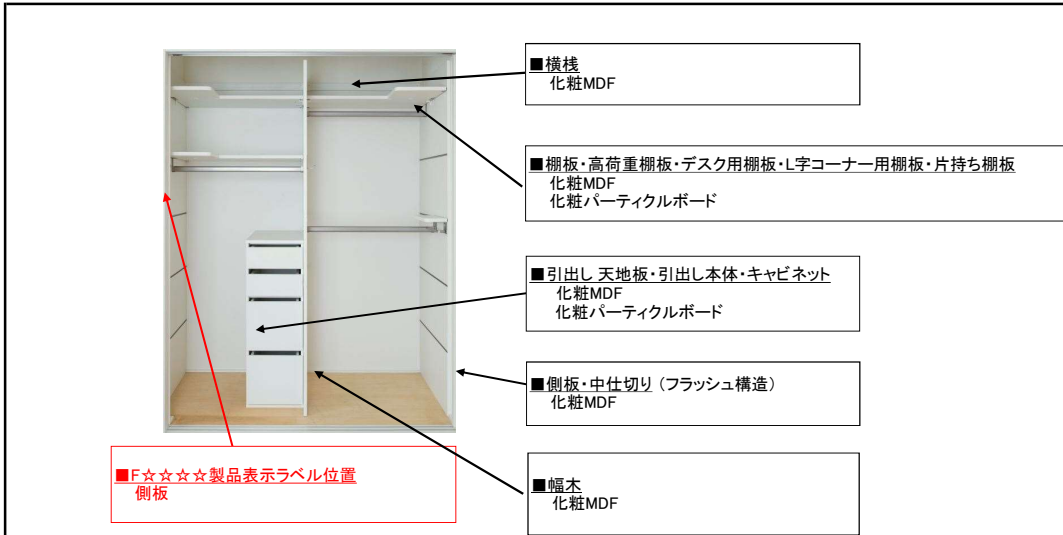 ■横桟
化粧MDF
■棚板・高荷重棚板・デスク用棚板・L字コーナー用棚板・片持ち棚板
化粧MDF
化粧パーティクルボード
■引出し 天地板・引出し本体・キャビネット
化粧MDF
化粧パーティクルボード
■側板・中仕切り (フラッシュ構造)
化粧MDF
■F☆☆☆☆製品表示ラベル位置
側板
■幅木
化粧MDF